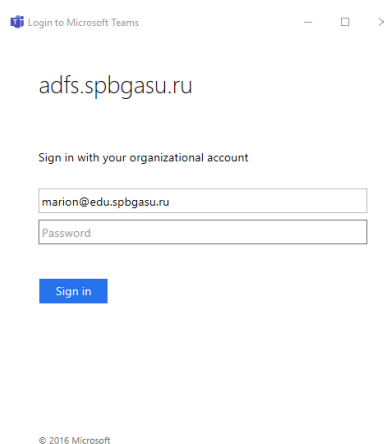 Login to Microsoft Teams
adfs.spbgasu.ru
Sign in with your organizational account
marion@edu.spbgasu.ru
Password
Sign in
© 2016 Microsoft